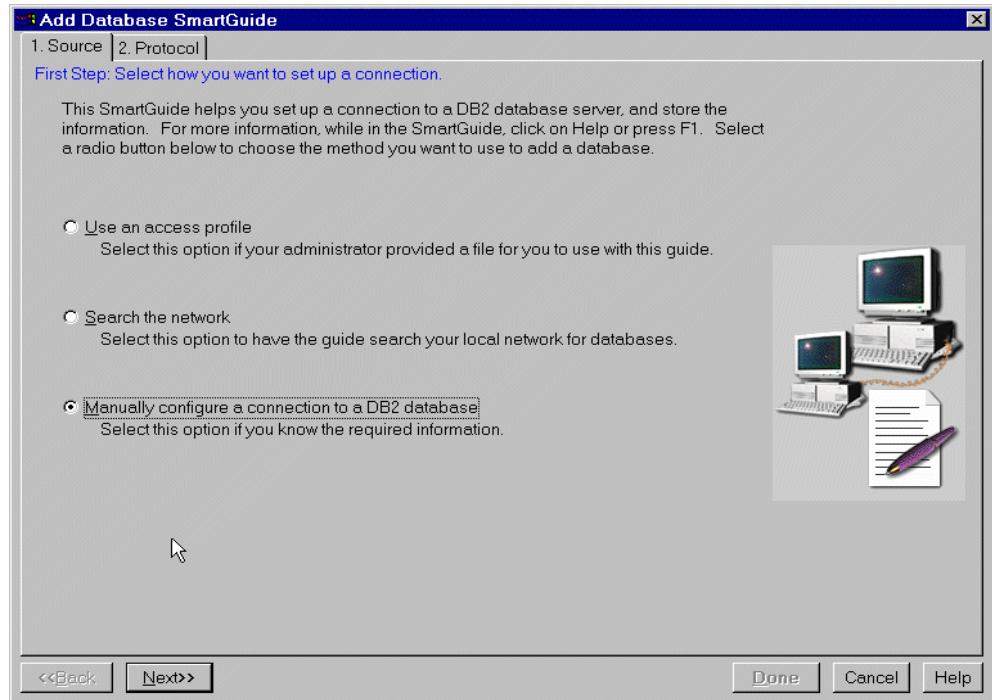 Add Database SmartGuide
1. Source 2. Protocol
First Step: Select how you want to set up a connection.
This SmartGuide helps you set up a connection to a DB2 database server, and store the
information. For more information, while in the SmartGuide, click on Help or press F1. Select
a radio button below to choose the method you want to use to add a database.
Use an access profile
Select this option if your administrator provided a file for you to use with this guide.
Search the network
Select this option to have the guide search your local network for databases.
Manually configure a connection to a DB2 database
Select this option if you know the required information.
<<Back Next>> Done Cancel Help